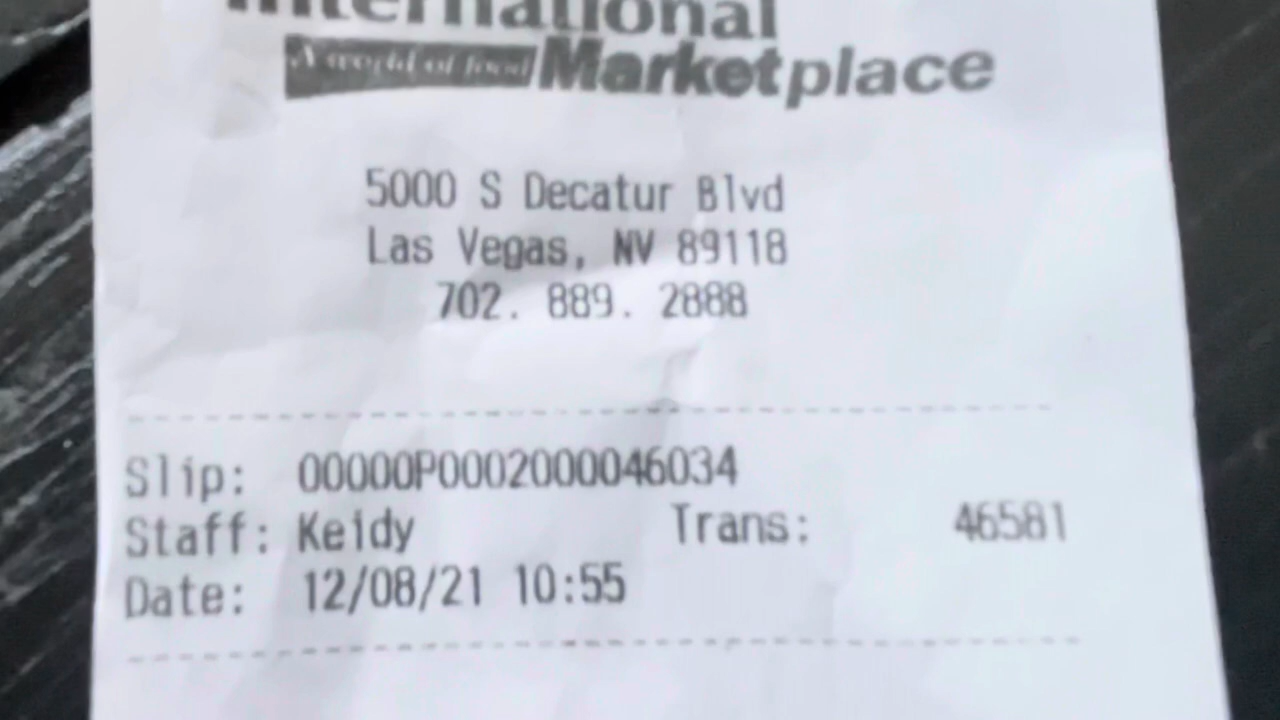 International
A world of food Marketplace
5000 S Decatur Blvd
Las Vegas, NV 89118
702. 889. 2888
Slip: 00000P0002000046034
Staff: Keidy Trans: 46581
Date: 12/08/21 10:55